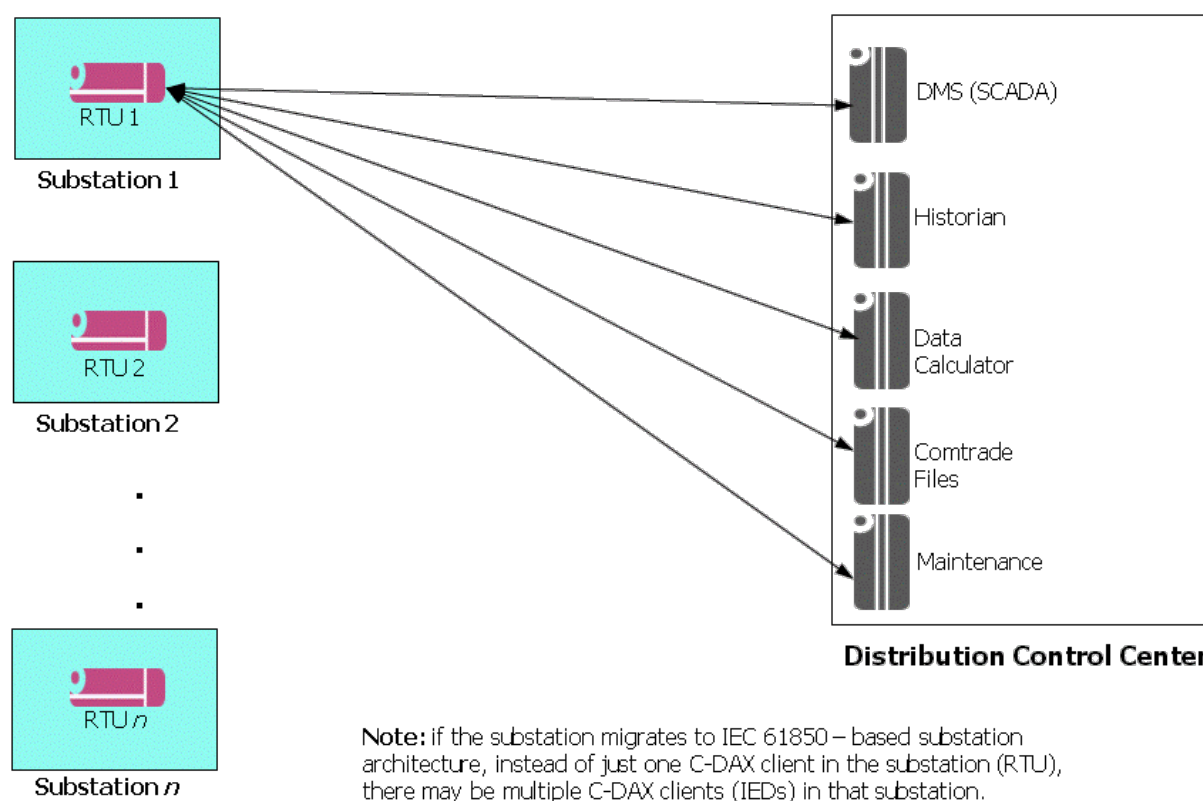 RTU 1
Substation 1
RTU 2
Substation 2
.
.
.
RTU n
Substation n
DMS (SCADA)
Historian
Data
Calculator
Comtrade
Files
Maintenance
Distribution Control Center
Note: if the substation migrates to IEC 61850 – based substation
architecture, instead of just one C-DAX client in the substation (RTU),
there may be multiple C-DAX clients (IEDs) in that substation.